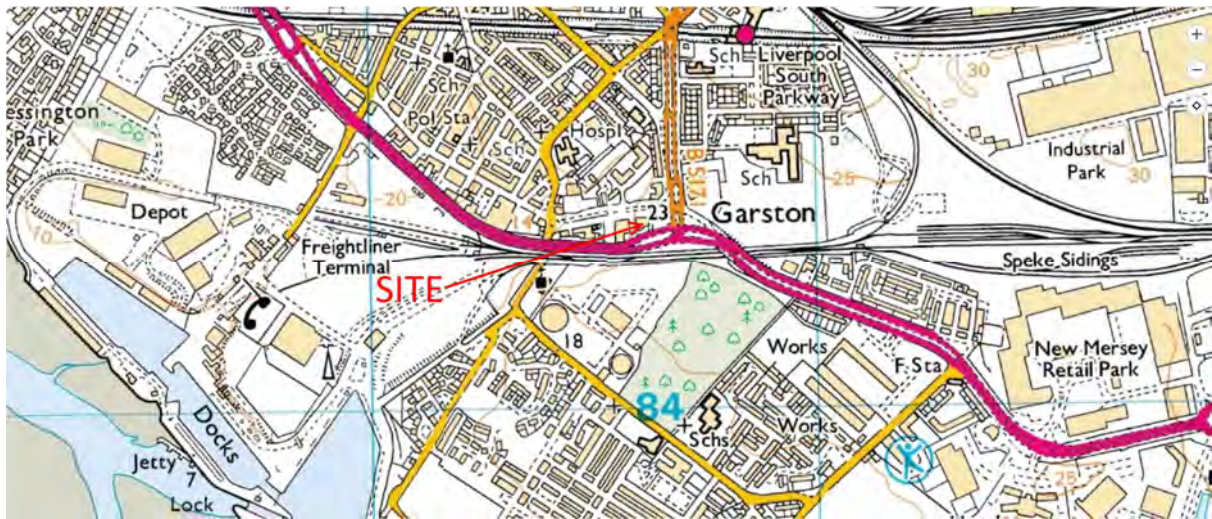 Sch
Liverpool
South
Parkway
30
essington
Park
Sch
Pol Sta
Sch
Hospl
B 5171
Sch
25
Industrial
Park
30
Depot
20
14
23
Garston
10
Freightliner
Terminal
SITE
Speke Sidings
18
Works
New Mersey
Retail Park
F Sta
84
Schs
Works
Docks
Jetty
7
Lock
25
+
−